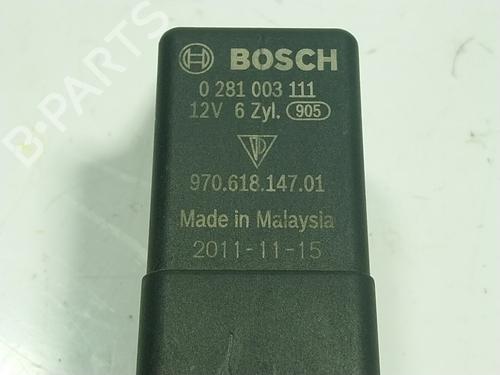 BOSCH
0 281 003 111
12V 6 Zyl. 905
970.618.147.01
Made in Malaysia
2011-11-15
B-PARTS